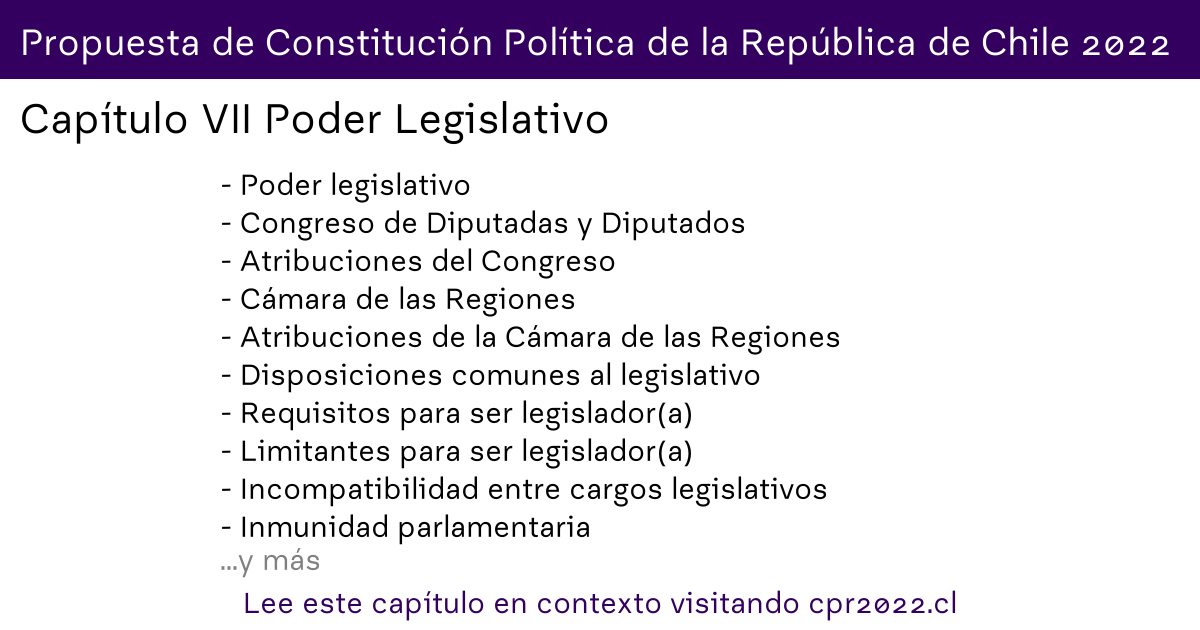 Propuesta de Constitución Política de la República de Chile 2022
Capítulo VII Poder Legislativo
- Poder legislativo
- Congreso de Diputadas y Diputados
- Atribuciones del Congreso
- Cámara de las Regiones
- Atribuciones de la Cámara de las Regiones
- Disposiciones comunes al legislativo
- Requisitos para ser legislador(a)
- Limitantes para ser legislador(a)
- Incompatibilidad entre cargos legislativos
- Inmunidad parlamentaria
...y más
Lee este capítulo en contexto visitando cpr2022.cl